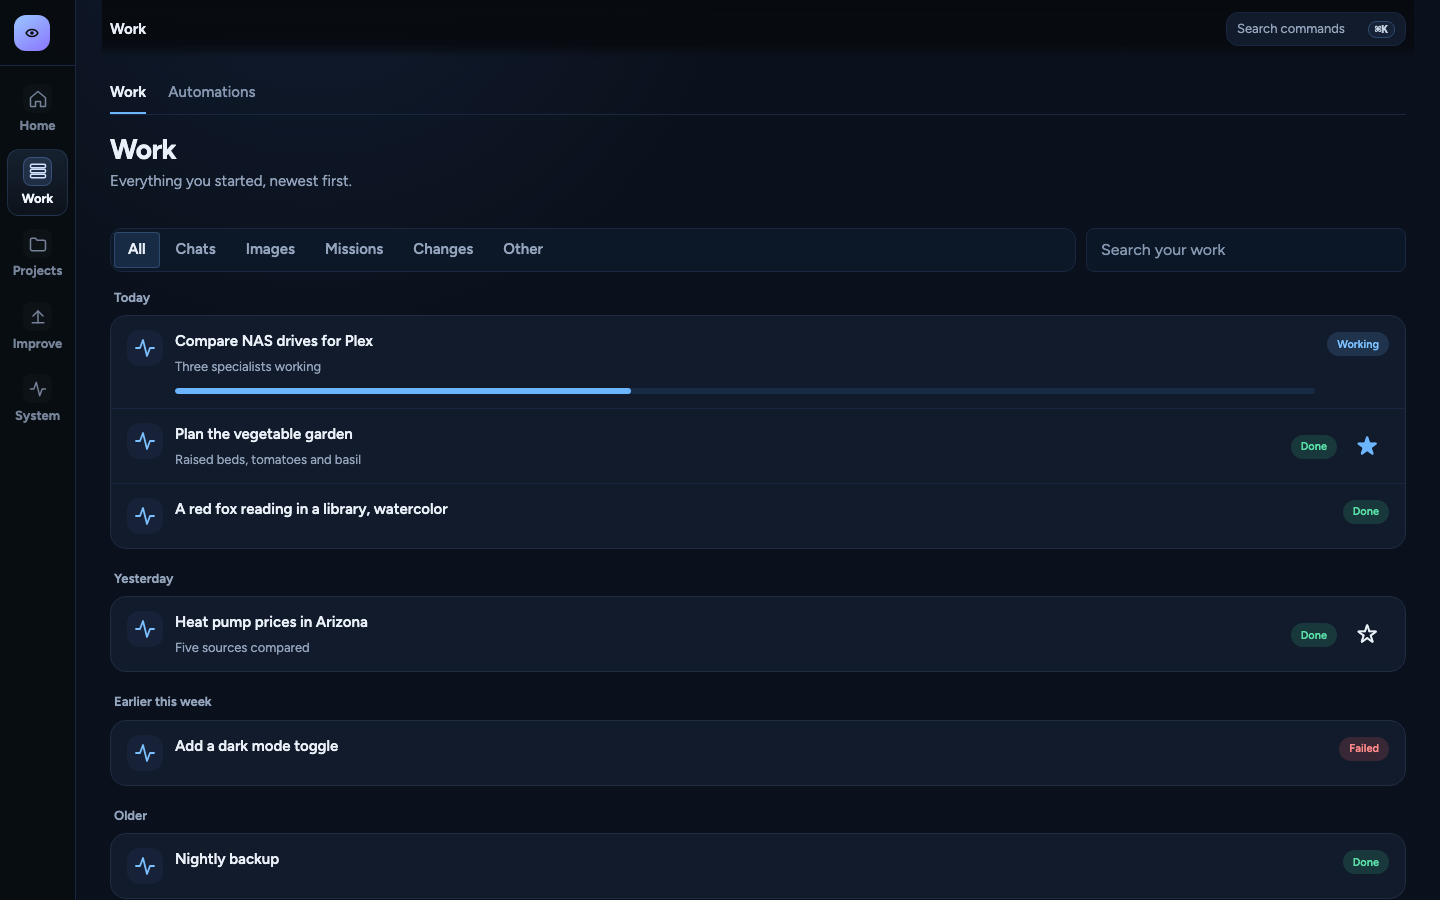 Work
Search commands ⌘K
Home
Work
Projects
Improve
System
Work Automations
Work
Everything you started, newest first.
All Chats Images Missions Changes Other
Search your work
Today
Compare NAS drives for Plex
Working
Three specialists working
Plan the vegetable garden
Done
Raised beds, tomatoes and basil
A red fox reading in a library, watercolor
Done
Yesterday
Heat pump prices in Arizona
Done
Five sources compared
Earlier this week
Add a dark mode toggle
Failed
Older
Nightly backup
Done